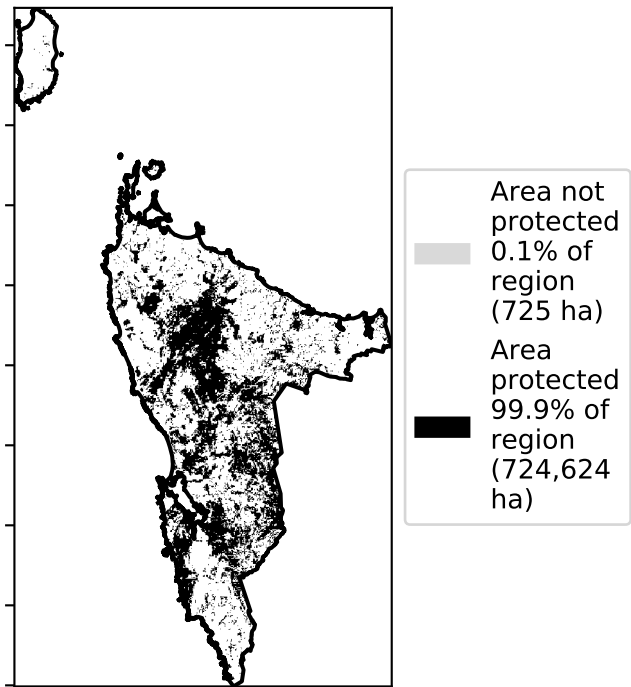 Area not
protected
0.1% of
region
(725 ha)
Area
protected
99.9% of
region
(724,624
ha)